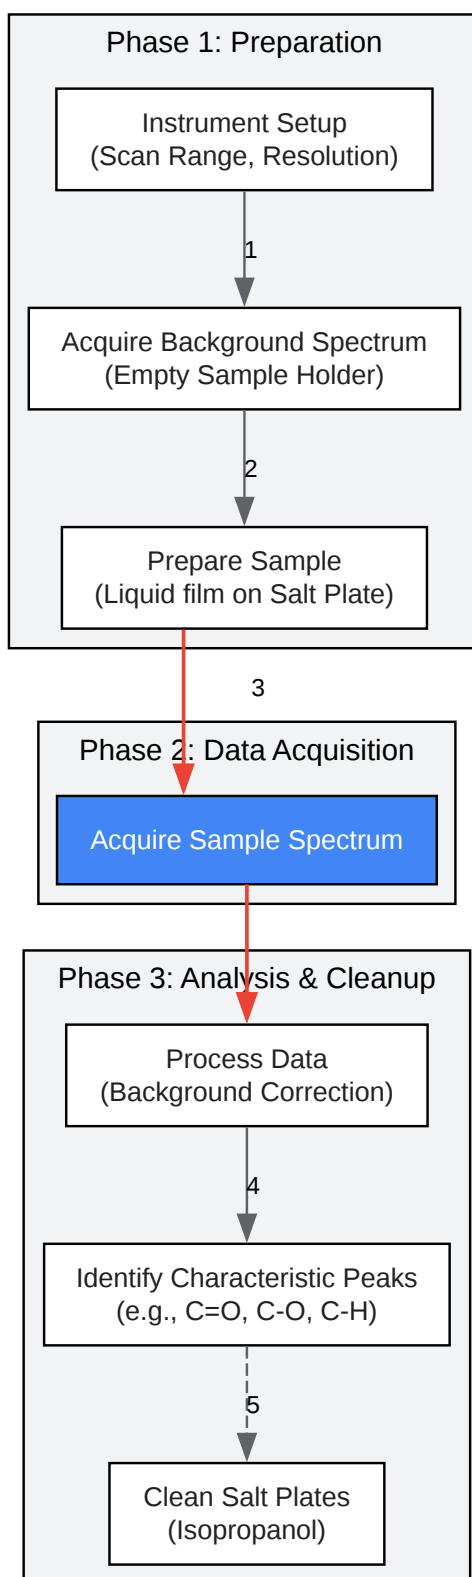 Phase 1: Preparation
Instrument Setup
(Scan Range, Resolution)
1
Acquire Background Spectrum
(Empty Sample Holder)
2
Prepare Sample
(Liquid film on Salt Plate)
3
Phase 2: Data Acquisition
Acquire Sample Spectrum
Phase 3: Analysis & Cleanup
Process Data
(Background Correction)
4
Identify Characteristic Peaks
(e.g., C=O, C-O, C-H)
5
Clean Salt Plates
(Isopropanol)